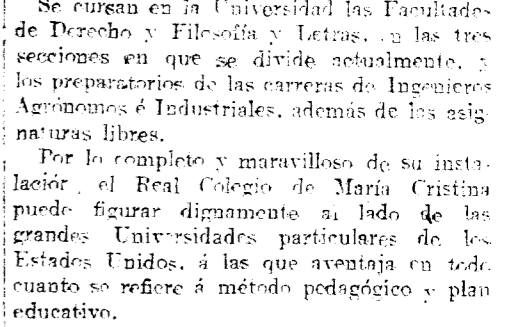 Se cursan en la Universidad las Facultades
de Derecho y Filosofía y Letras, en las tres
secciones en que se divide actualmente, y
los preparatorios de las carreras de Ingenieros
Agrónomos é Industriales, además de las asig-
naturas libres.
Por lo completo y maravilloso de su insta-
lación, el Real Colegio de María Cristina
puede figurar dignamente al lado de las
grandes Universidades particulares de los
Estados Unidos, á las que aventaja en todo
cuanto se refiere á método pedagógico y plan
educativo.